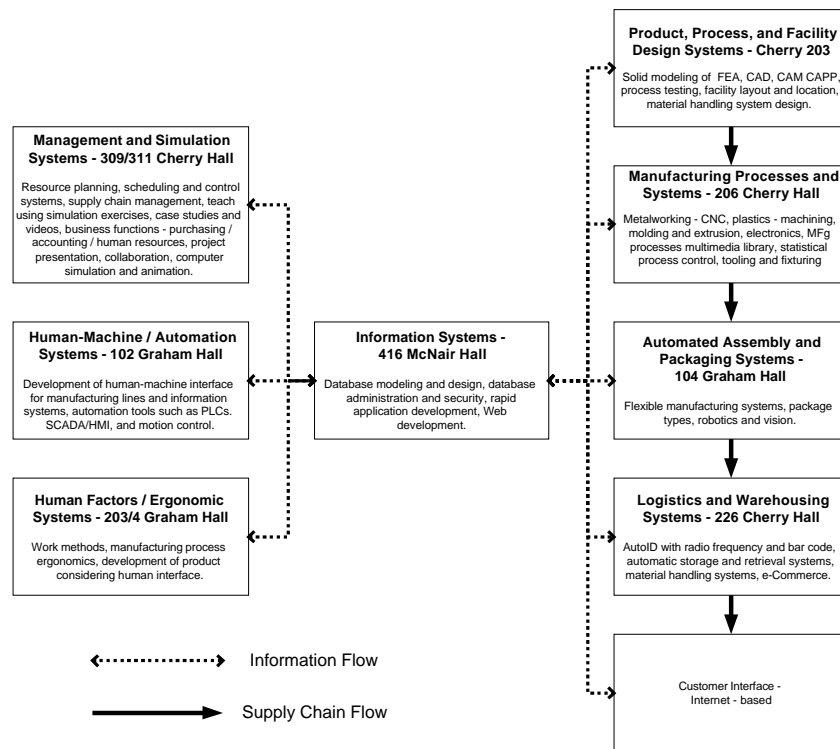 Product, Process, and Facility
Design Systems - Cherry 203
Solid modeling of FEA, CAD, CAM CAPP,
process testing, facility layout and location,
material handling system design.
Management and Simulation
Systems - 309/311 Cherry Hall
Resource planning, scheduling and control
systems, supply chain management, teach
using simulation exercises, case studies and
videos, business functions - purchasing /
accounting / human resources, project
presentation, collaboration, computer
simulation and animation.
Manufacturing Processes and
Systems - 206 Cherry Hall
Metalworking - CNC, plastics - machining,
molding and extrusion, electronics, MFg
processes multimedia library, statistical
process control, tooling and fixturing
Human-Machine / Automation
Systems - 102 Graham Hall
Development of human-machine interface
for manufacturing lines and information
systems, automation tools such as PLCs.
SCADA/HMI, and motion control.
Information Systems -
416 McNair Hall
Database modeling and design, database
administration and security, rapid
application development, Web
development.
Automated Assembly and
Packaging Systems -
104 Graham Hall
Flexible manufacturing systems, package
types, robotics and vision.
Human Factors / Ergonomic
Systems - 203/4 Graham Hall
Work methods, manufacturing process
ergonomics, development of product
considering human interface.
Logistics and Warehousing
Systems - 226 Cherry Hall
AutoID with radio frequency and bar code,
automatic storage and retrieval systems,
material handling systems, e-Commerce.
Information Flow
Supply Chain Flow
Customer Interface -
Internet - based